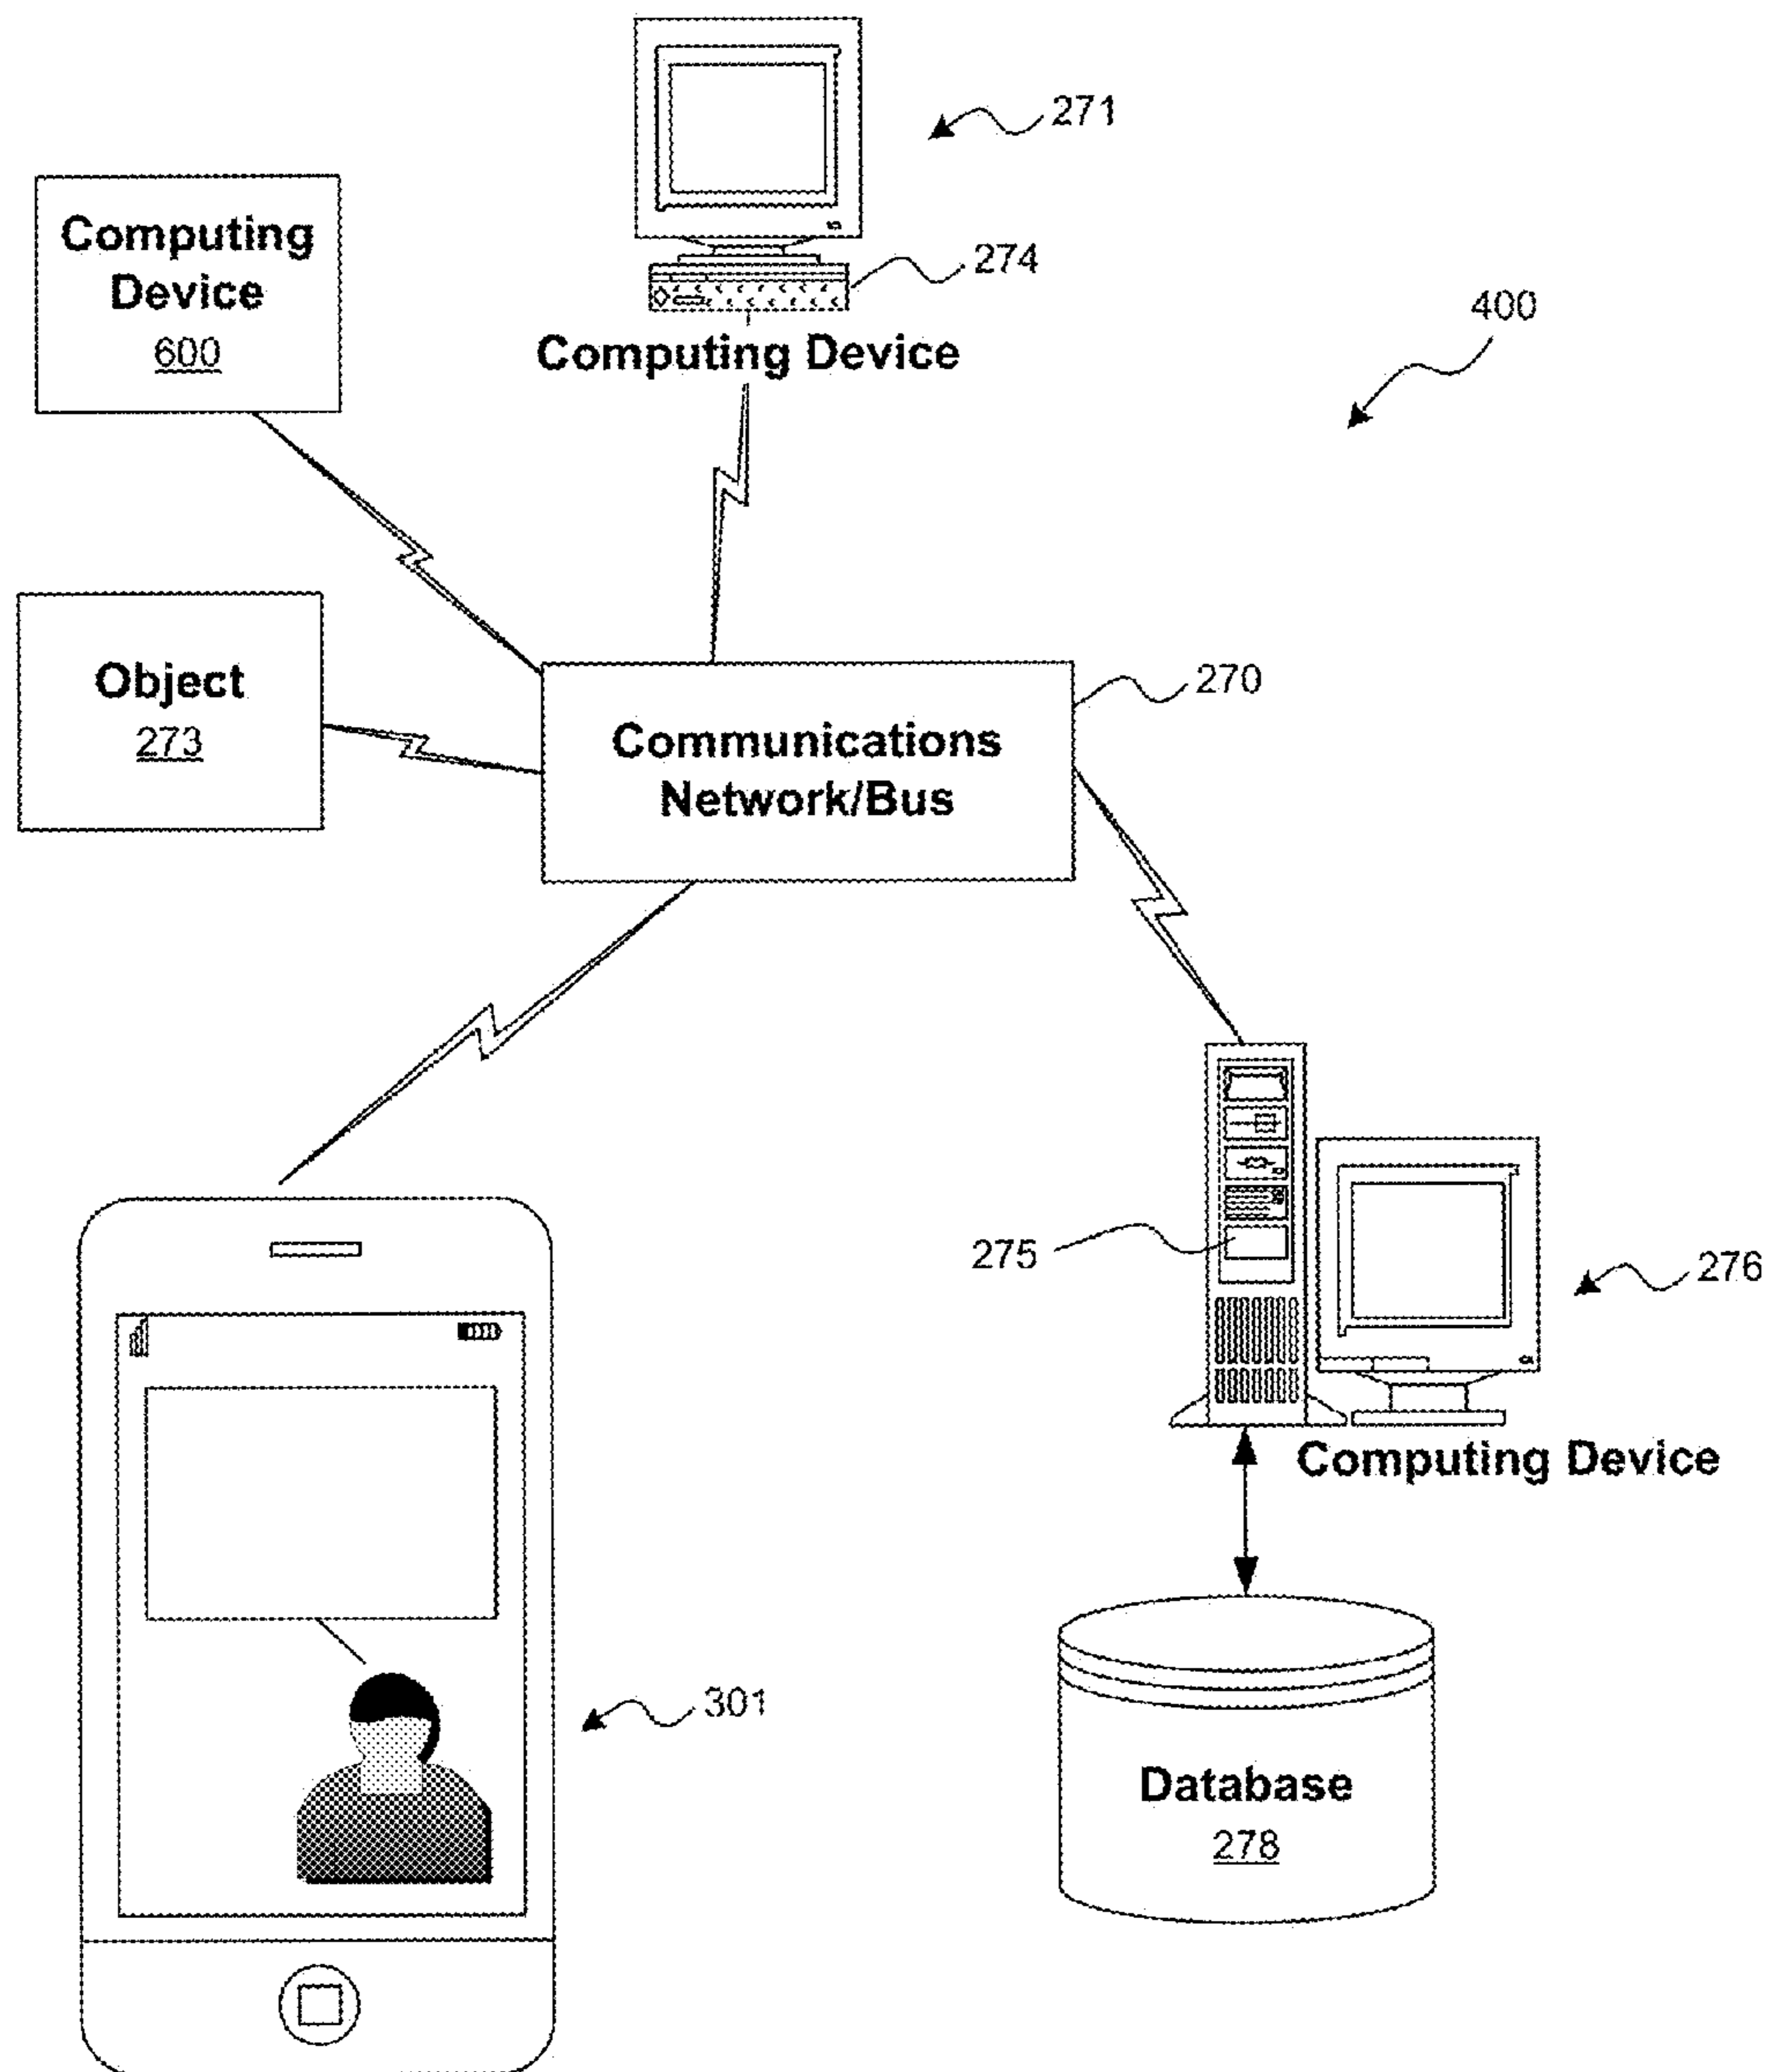 271
Computing
Device
600
274
Computing Device
400
Object
273
270
Communications
Network/Bus
275
276
Computing Device
301
Database
278